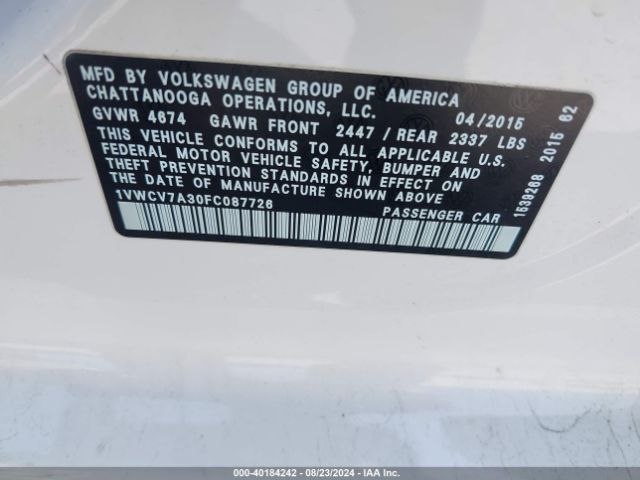 MFD BY VOLKSWAGEN GROUP OF AMERICA
CHATTANOOGA OPERATIONS, LLC. 04/2015
GVWR 4674 GAWR FRONT 2447 / REAR 2337 LBS
THIS VEHICLE CONFORMS TO ALL APPLICABLE U.S.
FEDERAL MOTOR VEHICLE SAFETY, BUMPER AND
THEFT PREVENTION STANDARDS IN EFFECT ON
THE DATE OF MANUFACTURE SHOWN ABOVE
1VWCV7A30FC087726 PASSENGER CAR
1539268 2015 62
000-40184242 - 08/23/2024 - IAA Inc.